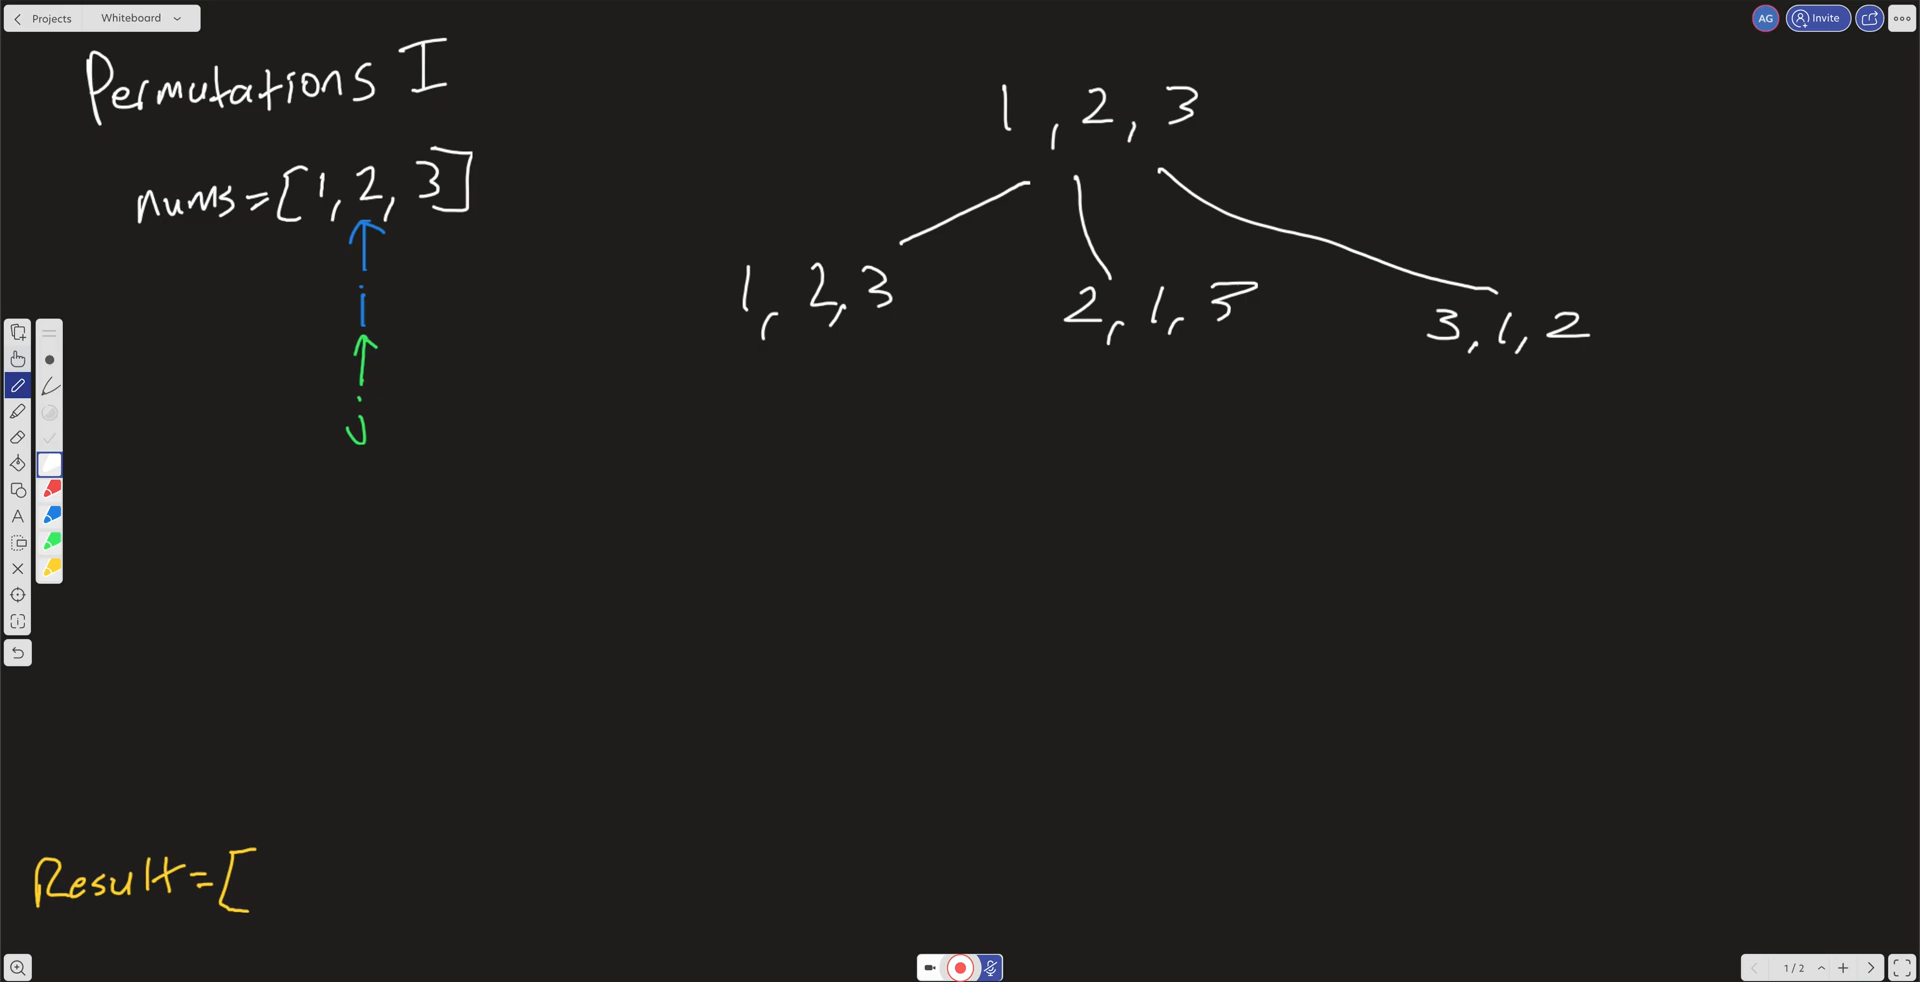 Projects Whiteboard
AG Invite
Permutations I
nums=[1,2,3]
i
j
1,2,3
1,2,3
2,1,3
3,1,2
A
Result=[
1/2